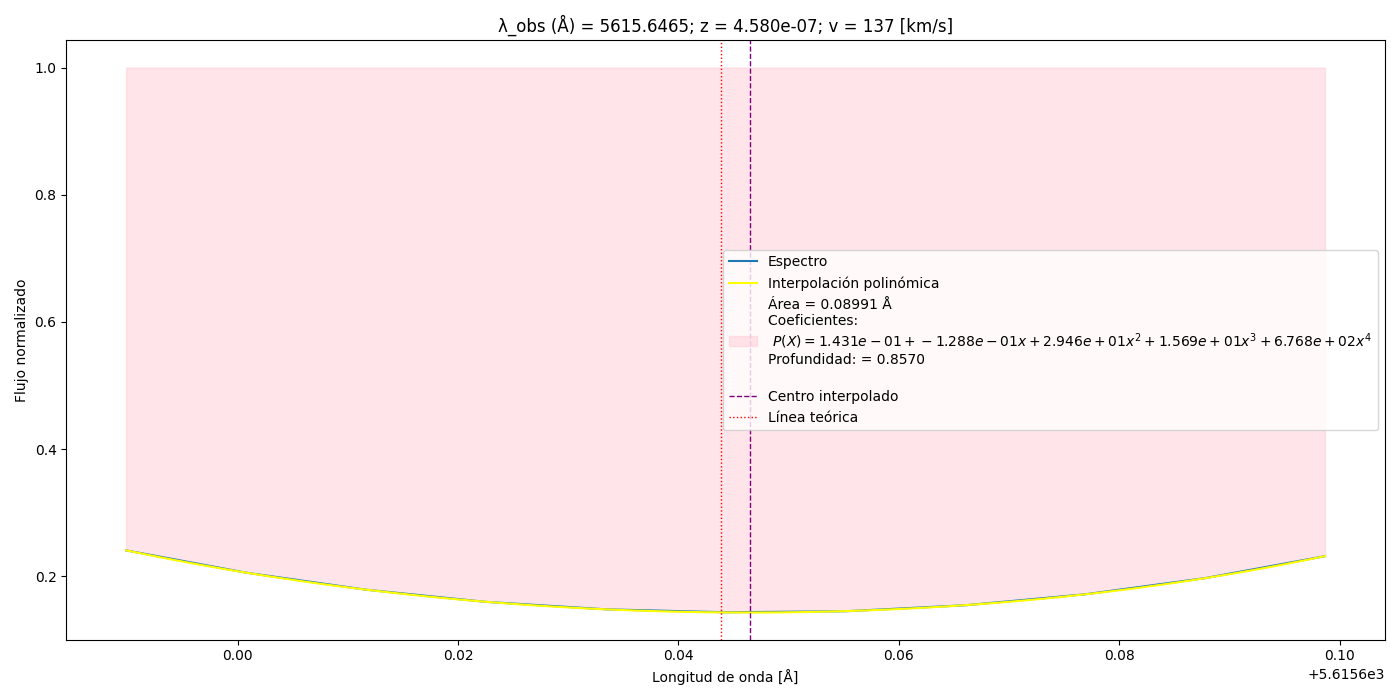 λ_obs (Å) = 5615.6465; z = 4.580e-07; v = 137 [km/s]
Flujo normalizado
1.0
0.8
0.6
0.4
0.2
Espectro
Interpolación polinómica
Área = 0.08991 Å
Coeficientes:
P(X) = 1.431e − 01 + − 1.288e − 01x + 2.946e + 01x² + 1.569e + 01x³ + 6.768e + 02x⁴
Profundidad: = 0.8570
Centro interpolado
Línea teórica
0.00 0.02 0.04 0.06 0.08 0.10
+5.6156e3
Longitud de onda [Å]